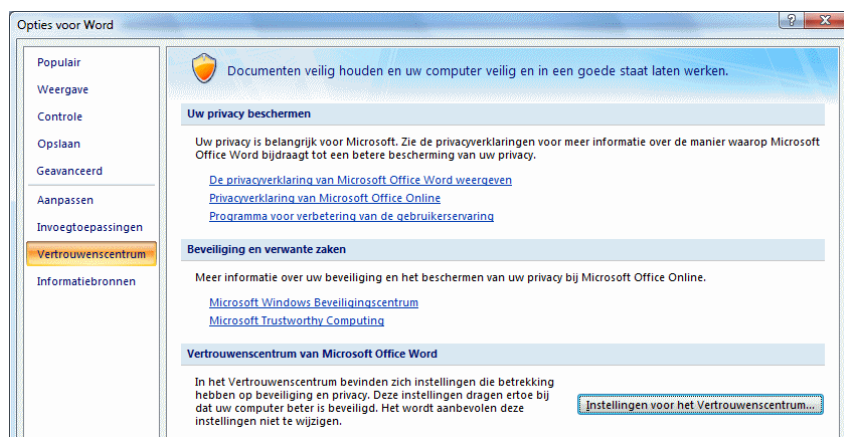 Opties voor Word
Populair
Weergave
Controle
Opslaan
Geavanceerd
Aanpassen
Invoegtoepassingen
Vertrouwenscentrum
Informatiebronnen
Documenten veilig houden en uw computer veilig en in een goede staat laten werken.
Uw privacy beschermen
Uw privacy is belangrijk voor Microsoft. Zie de privacyverklaringen voor meer informatie over de manier waarop Microsoft
Office Word bijdraagt tot een betere bescherming van uw privacy.
De privacyverklaring van Microsoft Office Word weergeven
Privacyverklaring van Microsoft Office Online
Programma voor verbetering van de gebruikerservaring
Beveiliging en verwante zaken
Meer informatie over uw beveiliging en het beschermen van uw privacy bij Microsoft Office Online.
Microsoft Windows Beveiligingscentrum
Microsoft Trustworthy Computing
Vertrouwenscentrum van Microsoft Office Word
In het Vertrouwenscentrum bevinden zich instellingen die betrekking
hebben op beveiliging en privacy. Deze instellingen dragen ertoe bij
dat uw computer beter is beveiligd. Het wordt aanbevolen deze
instellingen niet te wijzigen.
Instellingen voor het Vertrouwenscentrum...